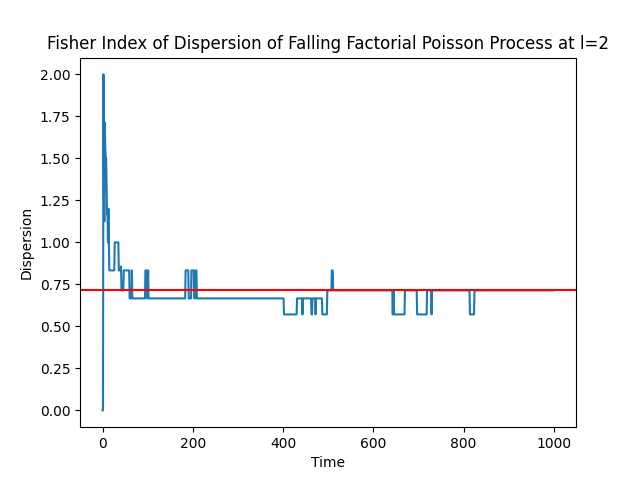 Fisher Index of Dispersion of Falling Factorial Poisson Process at l=2
2.00
1.75
1.50
1.25
1.00
0.75
0.50
0.25
0.00
Dispersion
0 200 400 600 800 1000
Time